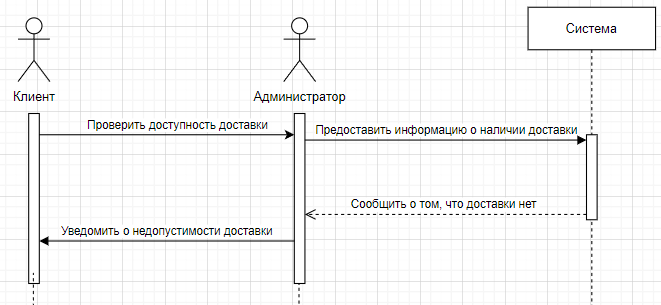 Система
Клиент
Администратор
Проверить доступность доставки
Предоставить информацию о наличии доставки
Сообщить о том, что доставки нет
Уведомить о недопустимости доставки